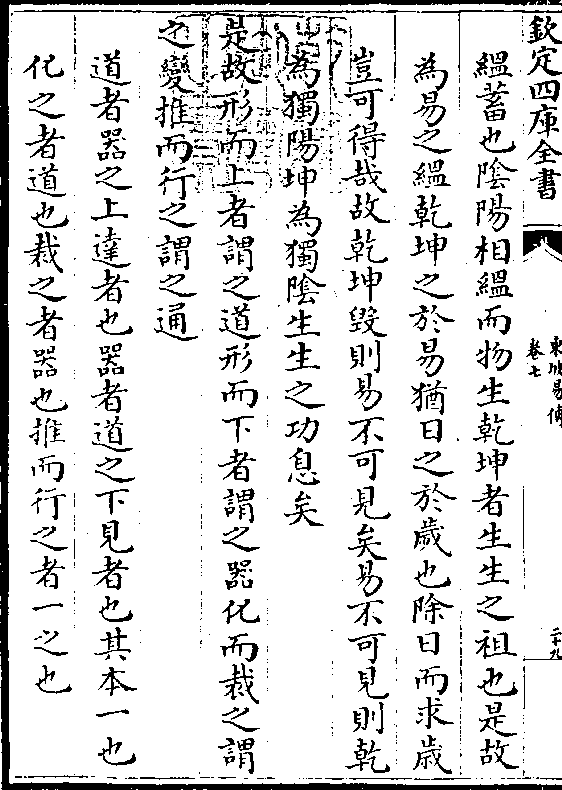 欽定四庫全書
東坡易傳
卷七
二十九
緼蓄也陰陽相緼而物生乾坤者生生之祖也是故
為易之緼乾坤之於易猶日之於歲也除日而求歲
豈可得哉故乾坤毀則易不可見矣易不可見則乾
為獨陽坤為獨陰生生之功息矣
是故形而上者謂之道形而下者謂之器化而裁之謂
之變推而行之謂之通
道者器之上達者也器者道之下見者也其本一也
化之者道也裁之者器也推而行之者一之也